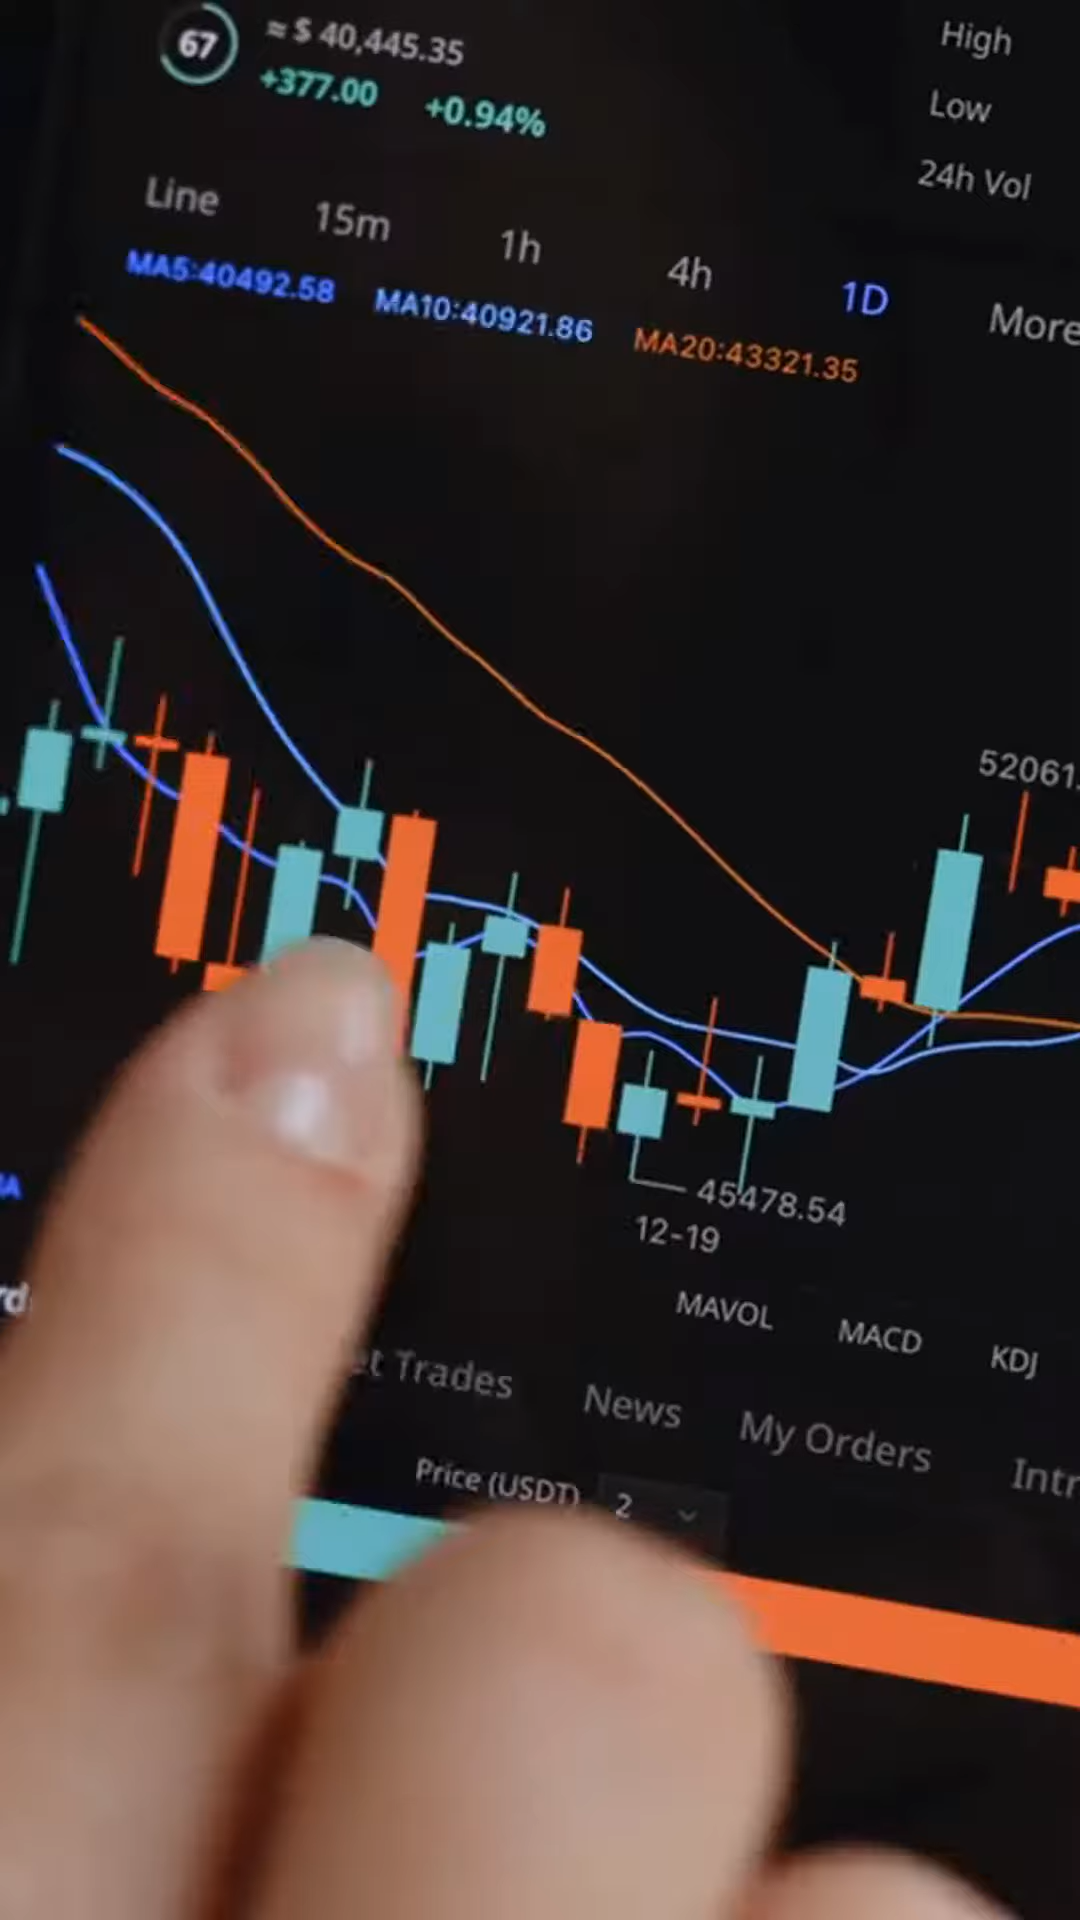 67
≈ $ 40,445.35
+377.00 +0.94%
High
Low
24h Vol
Line 15m 1h 4h 1D More
MA5:40492.58 MA10:40921.86 MA20:43321.35
52061.
45478.54
12-19
MAVOL MACD KDJ
Trades News My Orders
Price (USDT) 2